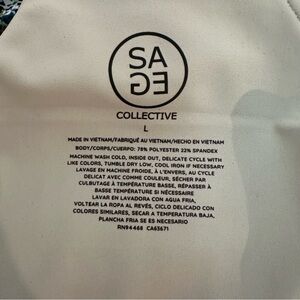 SA
GE
COLLECTIVE
L
MADE IN VIETNAM/FABRIQUÉ AU VIETNAM/HECHO EN VIETNAM
BODY/CORPS/CUERPO: 78% POLYESTER 22% SPANDEX
MACHINE WASH COLD, INSIDE OUT, DELICATE CYCLE WITH
LIKE COLORS, TUMBLE DRY LOW, COOL IRON IF NECESSARY
LAVAGE EN MACHINE FROIDE, À L'ENVERS, AU CYCLE
DELICAT AVEC COMME COULEUR, SÉCHER PAR
CULBUTAGE À TEMPÉRATURE BASSE, REPASSER À
BASSE TEMPÉRATURE SI NÉCESSAIRE
LAVAR EN LAVADORA CON AGUA FRIA,
VOLTEAR LA ROPA AL REVÉS, CICLO DELICADO CON
COLORES SIMILARES, SECAR A TEMPERATURA BAJA,
PLANCHA FRIA SE ES NECESARIO
RN94468 CA63671